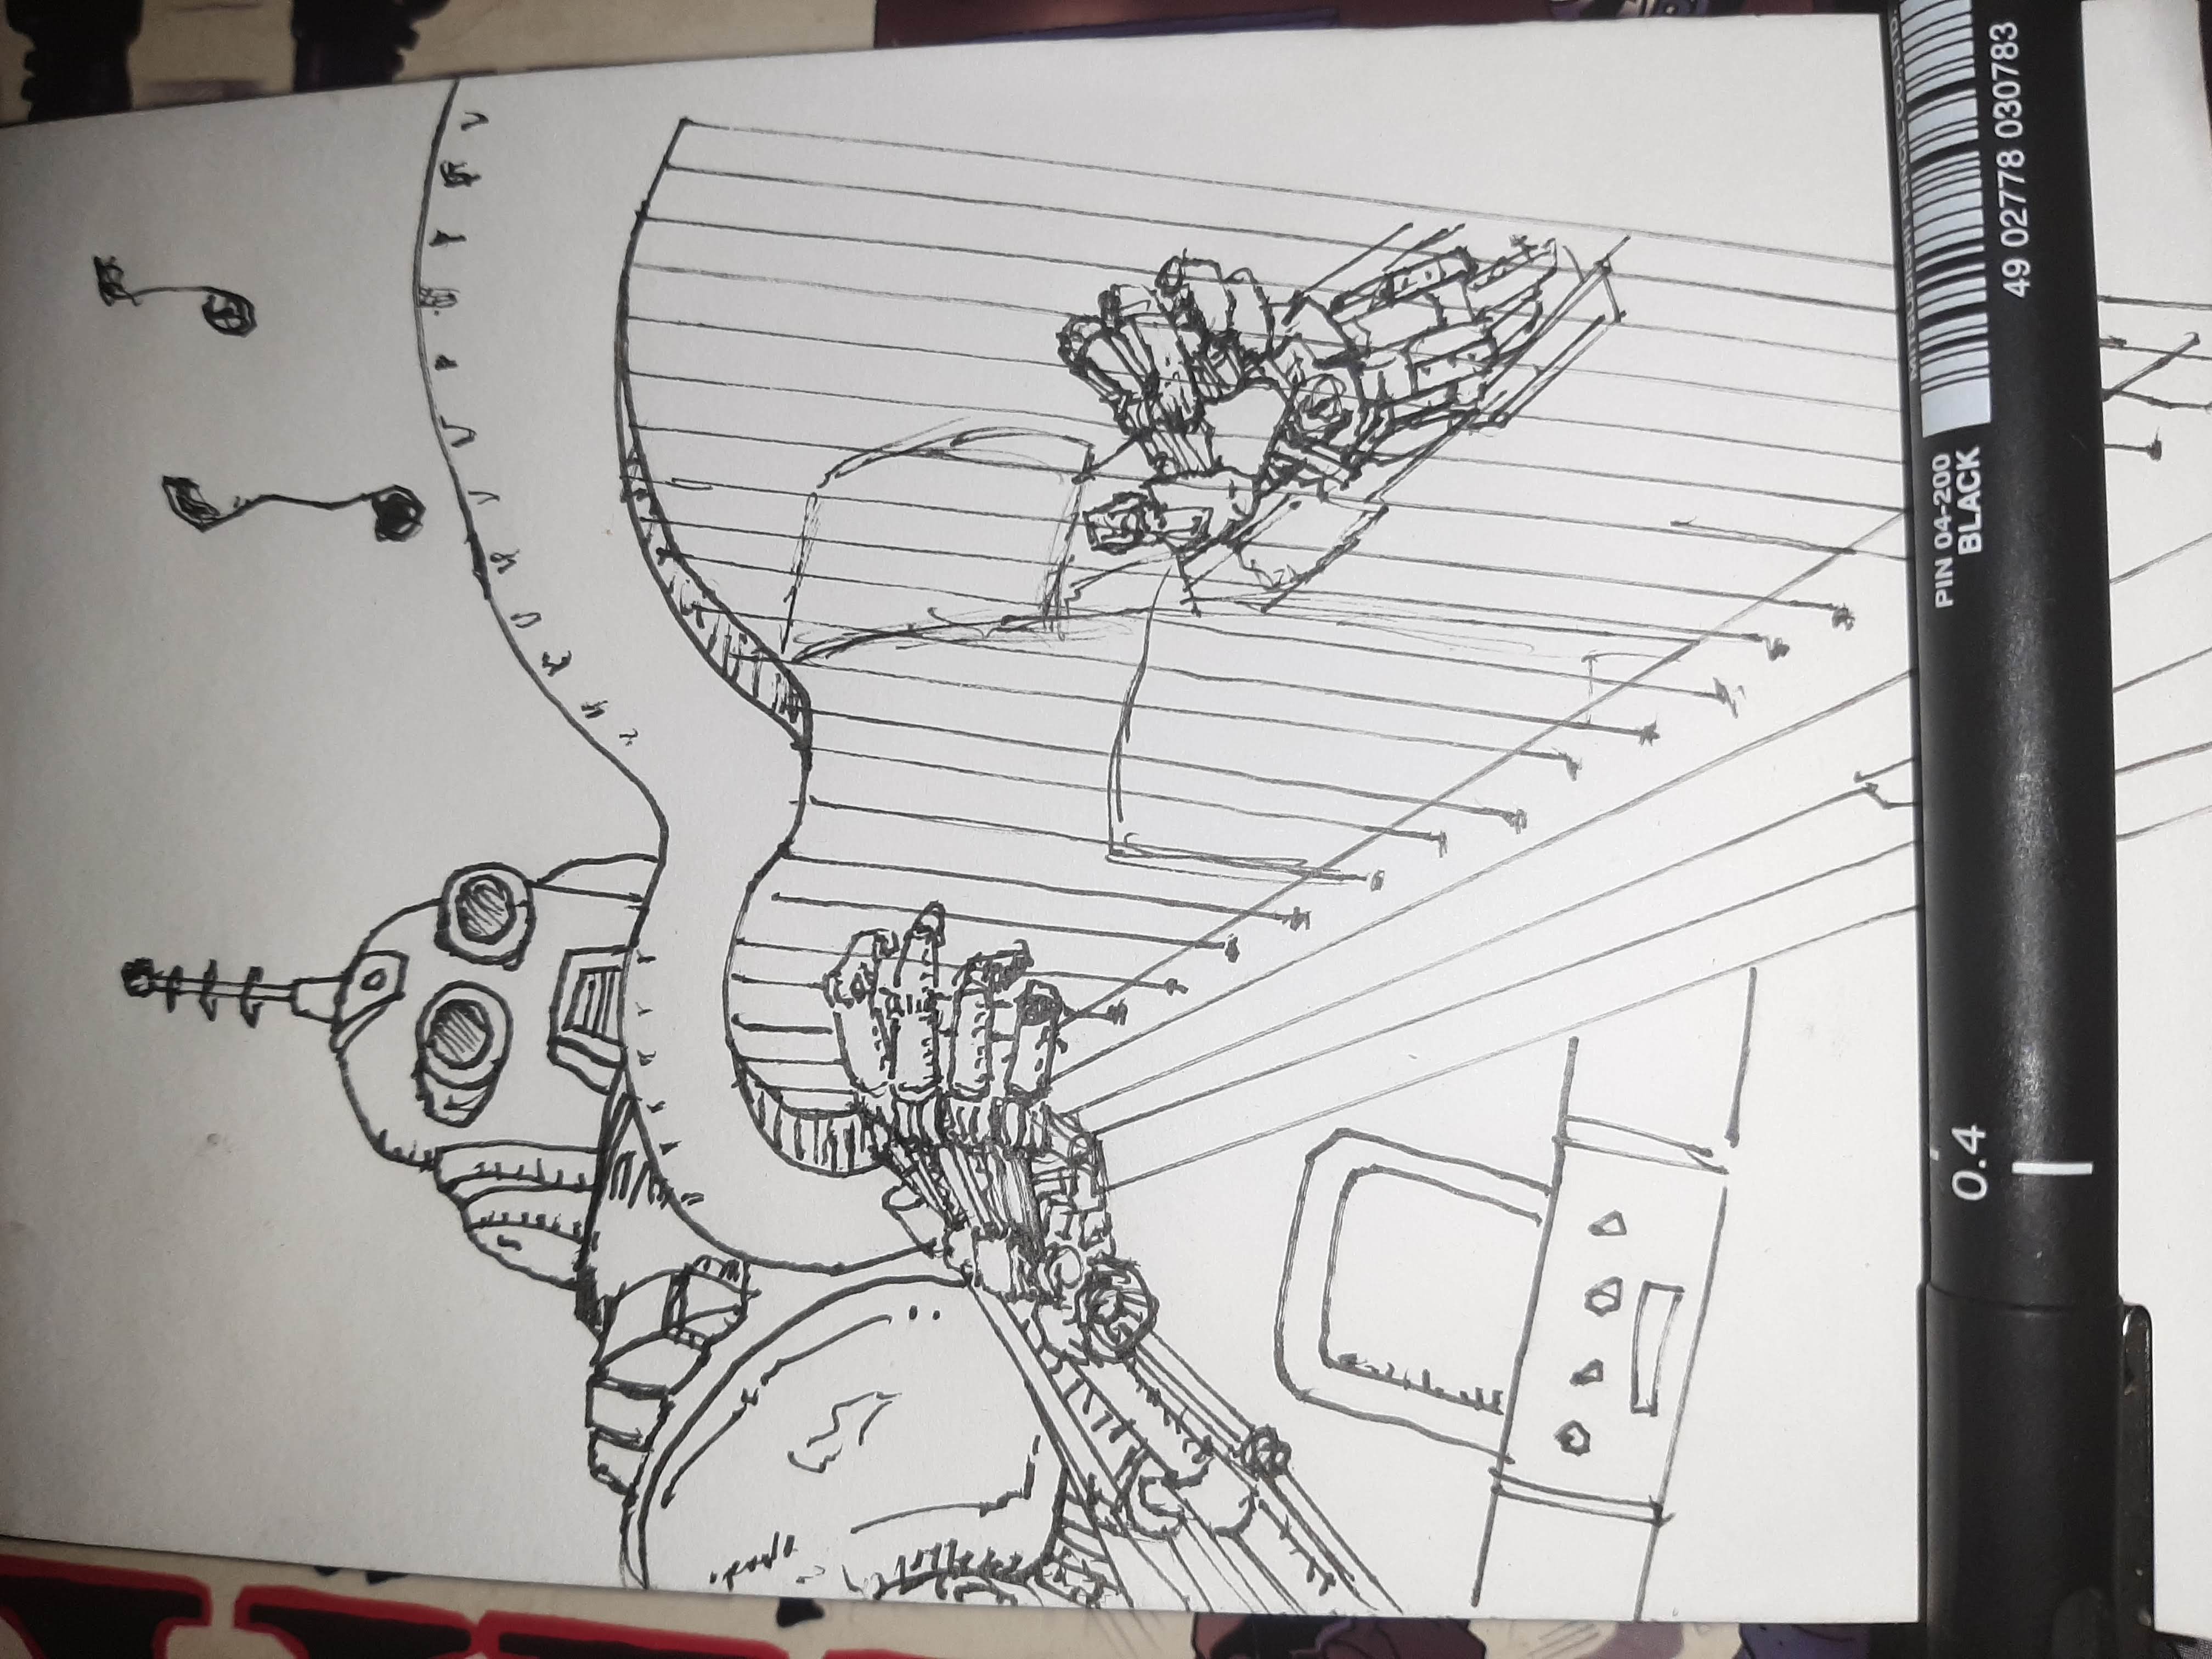 MITSUBISHI PENCIL CO., LTD.
PIN 04-200
BLACK
0.4
49 02778 030783